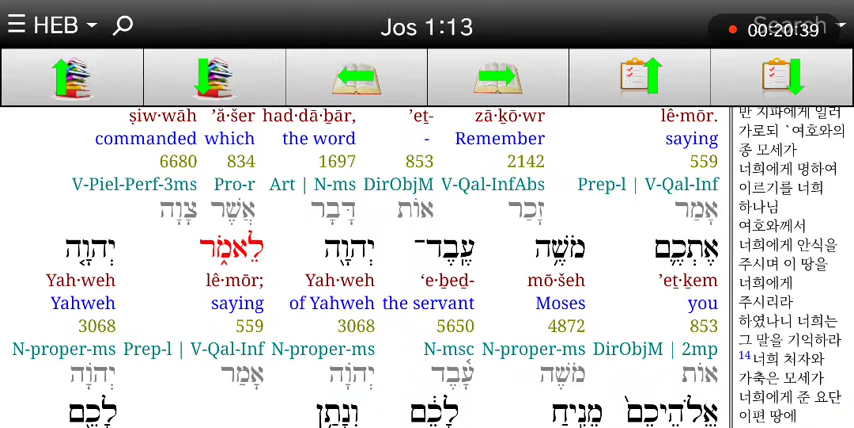 ☰ HEB
Jos 1:13
00:20:39
ṣiw·wāh ’ă·šer had·dā·ḇār, ’eṯ- zā·ḵō·wr lê·mōr.
commanded which the word - Remember saying
6680 834 1697 853 2142 559
V-Piel-Perf-3ms Pro-r Art | N-ms DirObjM V-Qal-InfAbs Prep-l | V-Qal-Inf
אָמַר זָכַר אוֹת דָּבָר אֲשֶׁר צָוָה
אֶתְכֶ֛ם מֹשֶׁ֥ה עֶֽבֶד־ יְהוָ֖ה לֵאמֹ֑ר יְהוָ֤ה
Yah·weh lê·mōr; Yah·weh ‘e·ḇeḏ- mō·šeh ’eṯ·ḵem
Yahweh saying of Yahweh the servant Moses you
3068 559 3068 5650 4872 853
N-proper-ms Prep-l | V-Qal-Inf N-proper-ms N-msc N-proper-ms DirObjM | 2mp
אוֹת מֹשֶׁה עָ֫בֶד יְהוָֹה אָמַר יְהוָֹה
אֱלֹֽהֵיכֶם֙ מֵנִ֣יחַ לָכֶ֔ם וְנָתַ֥ן לָכֶ֖ם
반 지파에게 일러
가로되 `여호와의
종 모세가
너희에게 명하여
이르기를 너희
하나님
여호와께서
너희에게 안식을
주시며 이 땅을
너희에게
주시리라
하였나니 너희는
그 말을 기억하라
14 너희 처자와
가축은 모세가
너희에게 준 요단
이편 땅에